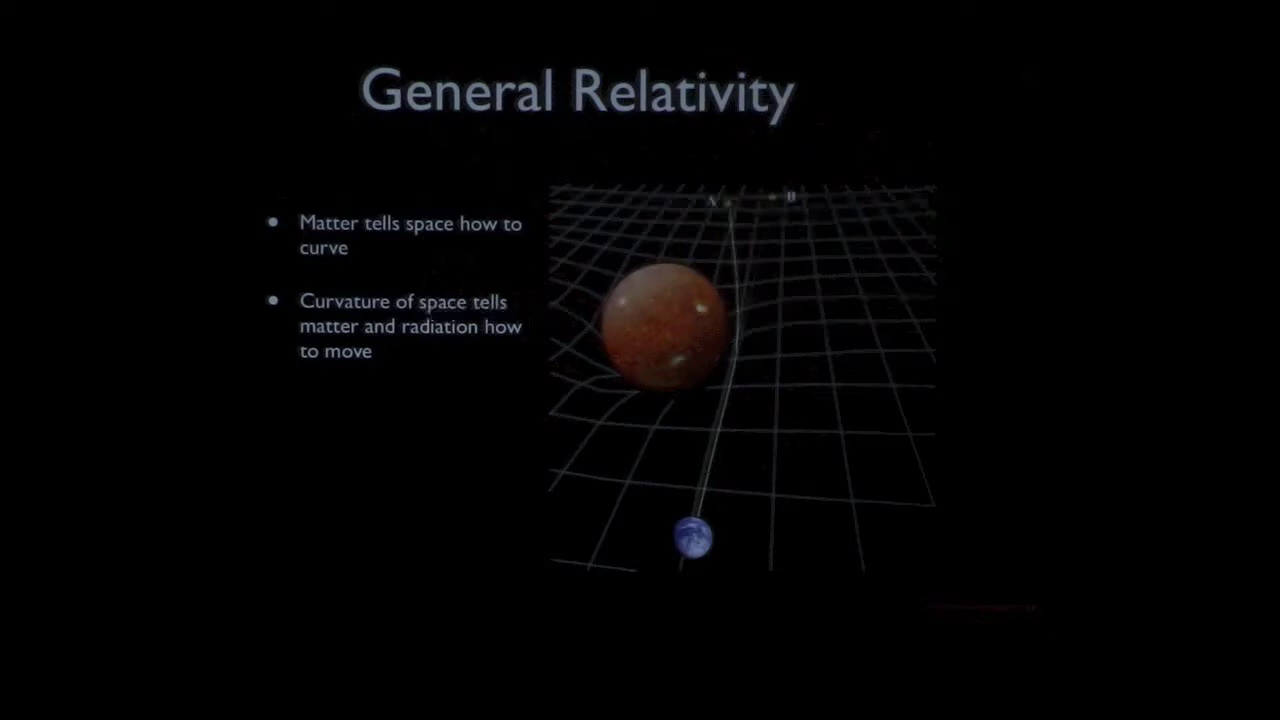 General Relativity
Matter tells space how to
curve
Curvature of space tells
matter and radiation how
to move